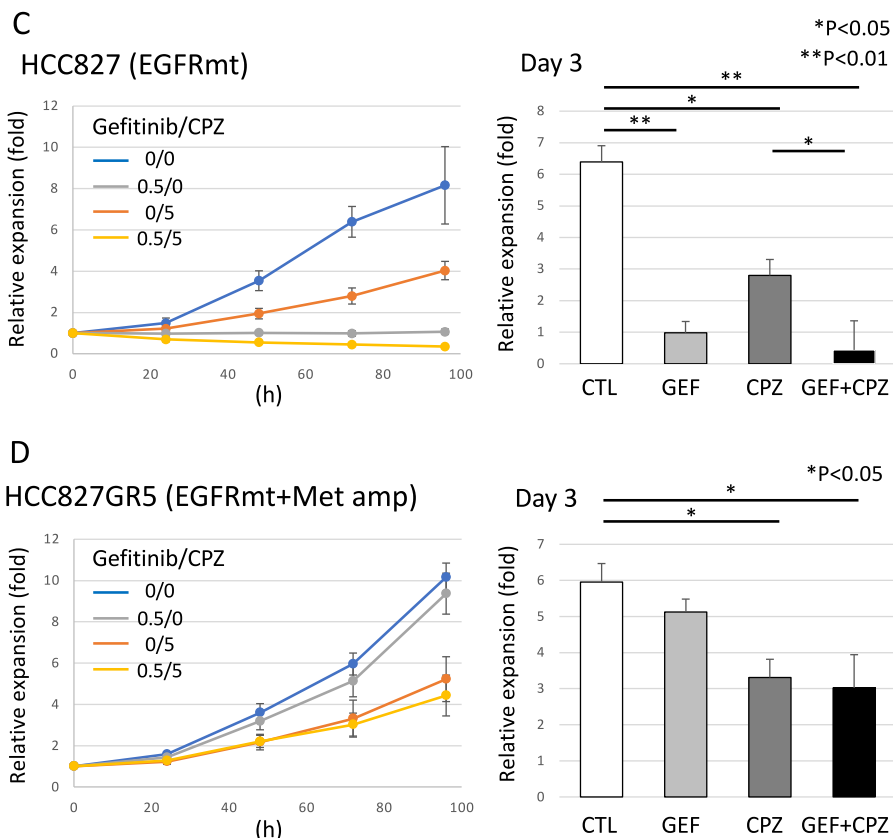 C
HCC827 (EGFRmt)
Day 3
*P<0.05
**P<0.01
Relative expansion (fold)
12
10
8
6
4
2
0
Gefitinib/CPZ
0/0
0.5/0
0/5
0.5/5
0 20 40 60 80 100
(h)
Relative expansion (fold)
8
7
6
5
4
3
2
1
0
**
*
**
*
CTL GEF CPZ GEF+CPZ
D
HCC827GR5 (EGFRmt+Met amp)
Day 3
*P<0.05
Relative expansion (fold)
12
10
8
6
4
2
0
Gefitinib/CPZ
0/0
0.5/0
0/5
0.5/5
0 20 40 60 80 100
(h)
Relative expansion (fold)
7
6
5
4
3
2
1
0
*
*
CTL GEF CPZ GEF+CPZ